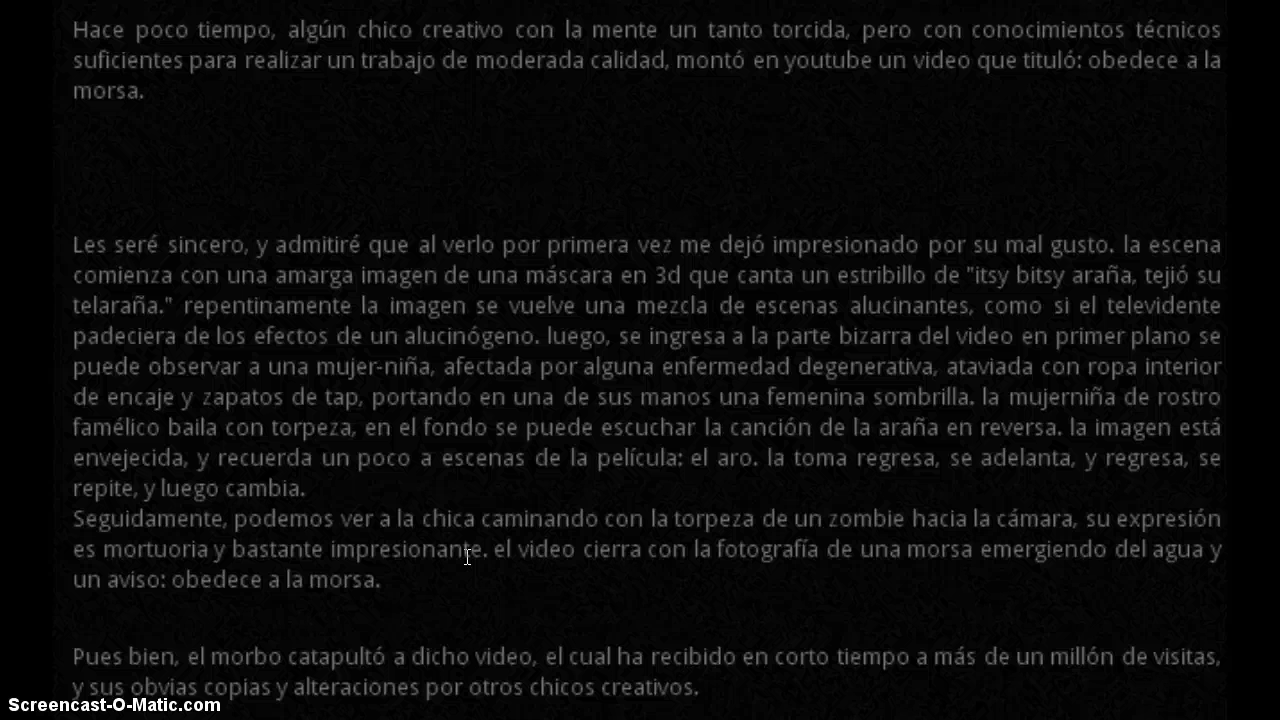 Hace poco tiempo, algún chico creativo con la mente un tanto torcida, pero con conocimientos técnicos
suficientes para realizar un trabajo de moderada calidad, montó en youtube un video que tituló: obedece a la
morsa.
Les seré sincero, y admitiré que al verlo por primera vez me dejó impresionado por su mal gusto. la escena
comienza con una amarga imagen de una máscara en 3d que canta un estribillo de "itsy bitsy araña, tejió su
telaraña." repentinamente la imagen se vuelve una mezcla de escenas alucinantes, como si el televidente
padeciera de los efectos de un alucinógeno. luego, se ingresa a la parte bizarra del video en primer plano se
puede observar a una mujer-niña, afectada por alguna enfermedad degenerativa, ataviada con ropa interior
de encaje y zapatos de tap, portando en una de sus manos una femenina sombrilla. la mujerniña de rostro
famélico baila con torpeza, en el fondo se puede escuchar la canción de la araña en reversa. la imagen está
envejecida, y recuerda un poco a escenas de la película: el aro. la toma regresa, se adelanta, y regresa, se
repite, y luego cambia.
Seguidamente, podemos ver a la chica caminando con la torpeza de un zombie hacia la cámara, su expresión
es mortuoria y bastante impresionante. el video cierra con la fotografía de una morsa emergiendo del agua y
un aviso: obedece a la morsa.
Pues bien, el morbo catapultó a dicho video, el cual ha recibido en corto tiempo a más de un millón de visitas,
y sus obvias copias y alteraciones por otros chicos creativos.
Screencast-O-Matic.com